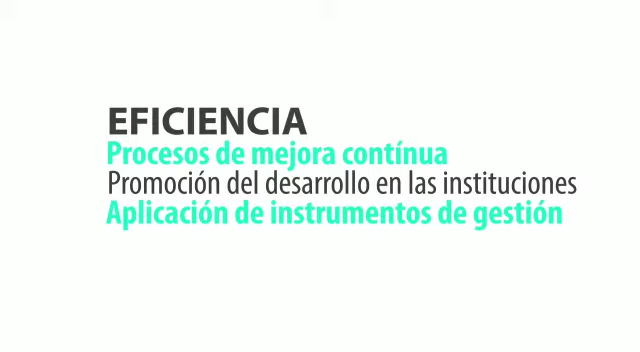 EFICIENCIA
Procesos de mejora contínua
Promoción del desarrollo en las instituciones
Aplicación de instrumentos de gestión